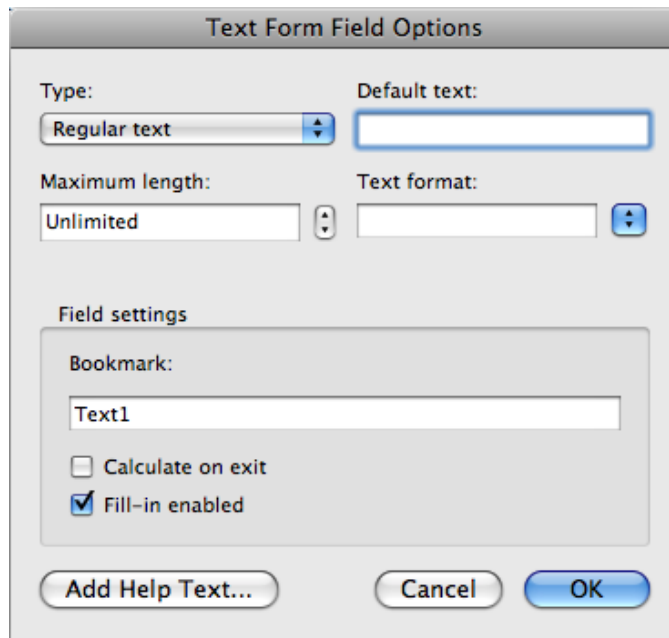 Text Form Field Options
Type: Default text:
Regular text
Maximum length: Text format:
Unlimited
Field settings
Bookmark:
Text1
Calculate on exit
Fill-in enabled
Add Help Text... Cancel OK